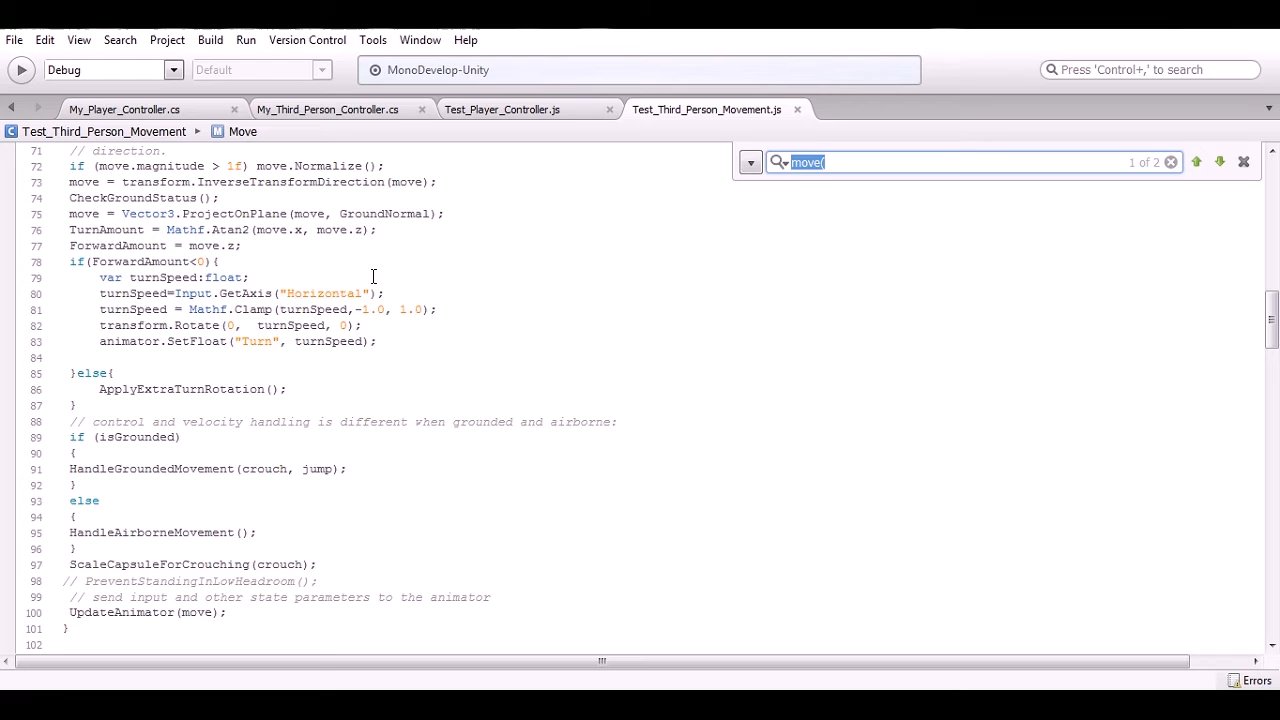 File Edit View Search Project Build Run Version Control Tools Window Help
Debug Default MonoDevelop-Unity Press 'Control+,' to search
My_Player_Controller.cs My_Third_Person_Controller.cs Test_Player_Controller.js Test_Third_Person_Movement.js
C Test_Third_Person_Movement M Move
move( 1 of 2
71 // direction.
72 if (move.magnitude > 1f) move.Normalize();
73 move = transform.InverseTransformDirection(move);
74 CheckGroundStatus();
75 move = Vector3.ProjectOnPlane(move, GroundNormal);
76 TurnAmount = Mathf.Atan2(move.x, move.z);
77 ForwardAmount = move.z;
78 if(ForwardAmount<0){
79 var turnSpeed:float;
80 turnSpeed=Input.GetAxis("Horizontal");
81 turnSpeed = Mathf.Clamp(turnSpeed,-1.0, 1.0);
82 transform.Rotate(0, turnSpeed, 0);
83 animator.SetFloat("Turn", turnSpeed);
84
85 }else{
86 ApplyExtraTurnRotation();
87 }
88 // control and velocity handling is different when grounded and airborne:
89 if (isGrounded)
90 {
91 HandleGroundedMovement(crouch, jump);
92 }
93 else
94 {
95 HandleAirborneMovement();
96 }
97 ScaleCapsuleForCrouching(crouch);
98 // PreventStandingInLowHeadroom();
99 // send input and other state parameters to the animator
100 UpdateAnimator(move);
101 }
102
Errors